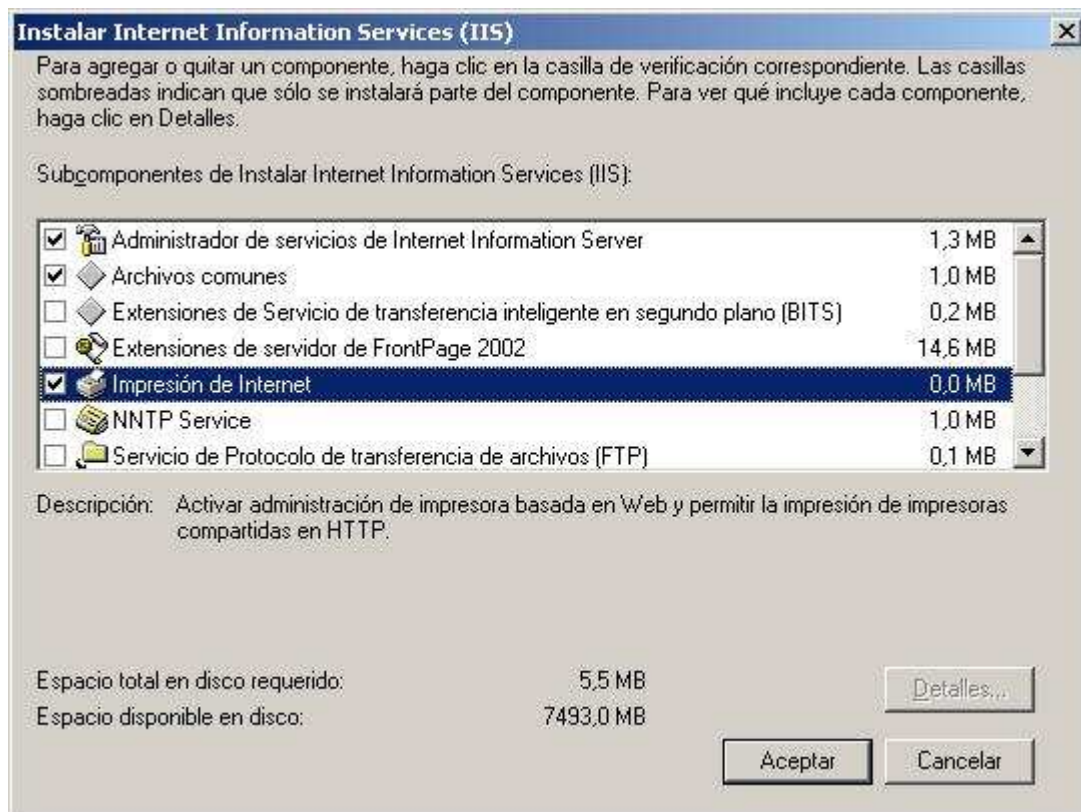 Instalar Internet Information Services (IIS)
Para agregar o quitar un componente, haga clic en la casilla de verificación correspondiente. Las casillas
sombreadas indican que sólo se instalará parte del componente. Para ver qué incluye cada componente,
haga clic en Detalles.
Subcomponentes de Instalar Internet Information Services (IIS):
Administrador de servicios de Internet Information Server 1,3 MB
Archivos comunes 1,0 MB
Extensiones de Servicio de transferencia inteligente en segundo plano (BITS) 0,2 MB
Extensiones de servidor de FrontPage 2002 14,6 MB
Impresión de Internet 0,0 MB
NNTP Service 1,0 MB
Servicio de Protocolo de transferencia de archivos (FTP) 0,1 MB
Descripción: Activar administración de impresora basada en Web y permitir la impresión de impresoras
compartidas en HTTP.
Espacio total en disco requerido: 5,5 MB
Detalles...
Espacio disponible en disco: 7493,0 MB
Aceptar Cancelar